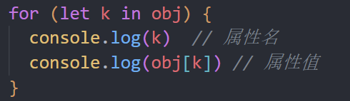 for (let k in obj) {
  console.log(k)  // 属性名
  console.log(obj[k]) // 属性值
}